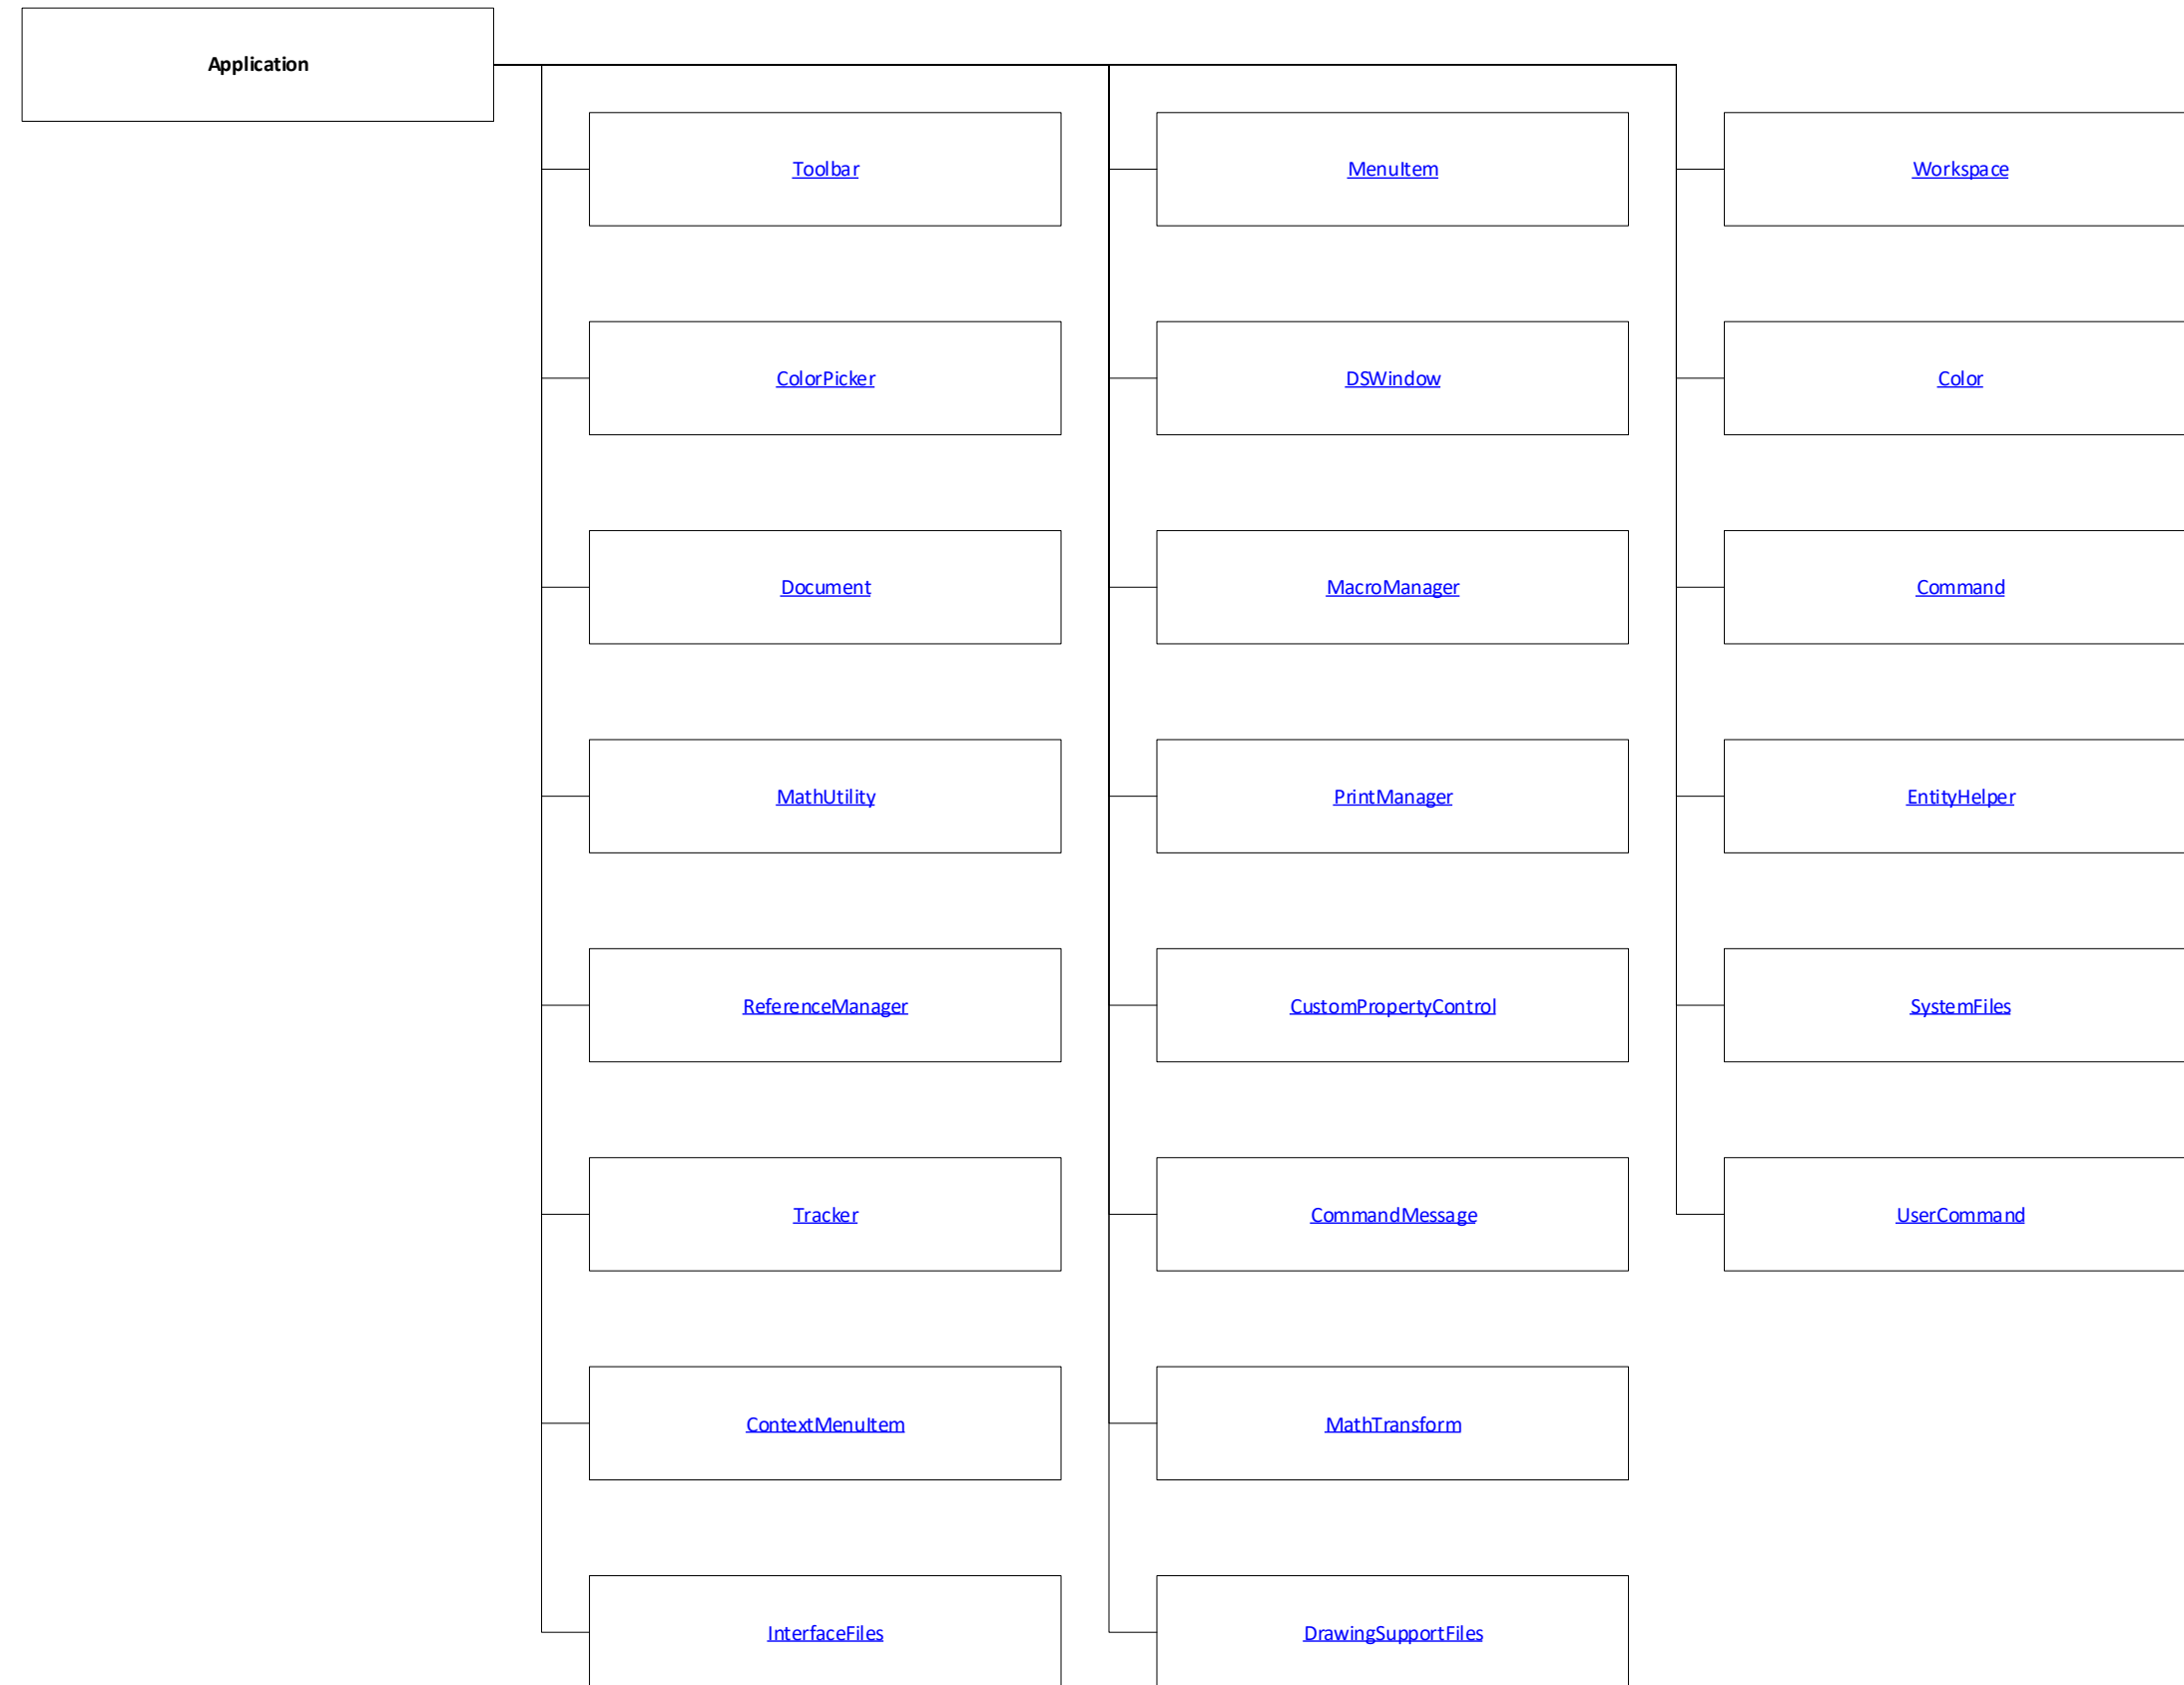 Application
Toolbar
MenuItem
Workspace
ColorPicker
DSWindow
Color
Document
MacroManager
Command
MathUtility
PrintManager
EntityHelper
ReferenceManager
CustomPropertyControl
SystemFiles
Tracker
CommandMessage
UserCommand
ContextMenuItem
MathTransform
InterfaceFiles
DrawingSupportFiles